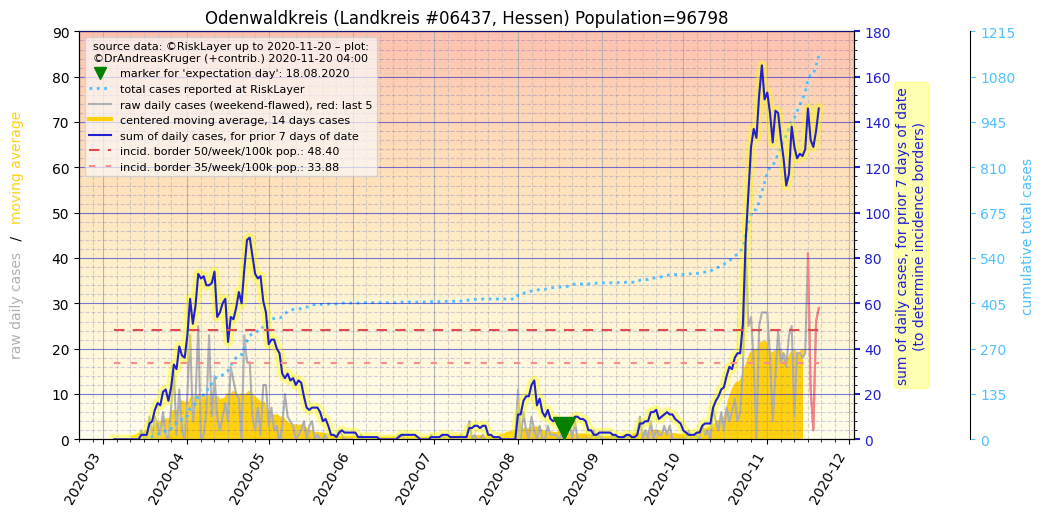 Odenwaldkreis (Landkreis #06437, Hessen) Population=96798
source data: ©RiskLayer up to 2020-11-20 – plot:
©DrAndreasKruger (+contrib.) 2020-11-20 04:00
marker for 'expectation day': 18.08.2020
total cases reported at RiskLayer
raw daily cases (weekend-flawed), red: last 5
centered moving average, 14 days cases
sum of daily cases, for prior 7 days of date
incid. border 50/week/100k pop.: 48.40
incid. border 35/week/100k pop.: 33.88
raw daily cases / moving average
90
80
70
60
50
40
30
20
10
0
180
160
140
120
100
80
60
40
20
0
sum of daily cases, for prior 7 days of date
(to determine incidence borders)
1215
1080
945
810
675
540
405
270
135
0
cumulative total cases
2020-03
2020-04
2020-05
2020-06
2020-07
2020-08
2020-09
2020-10
2020-11
2020-12